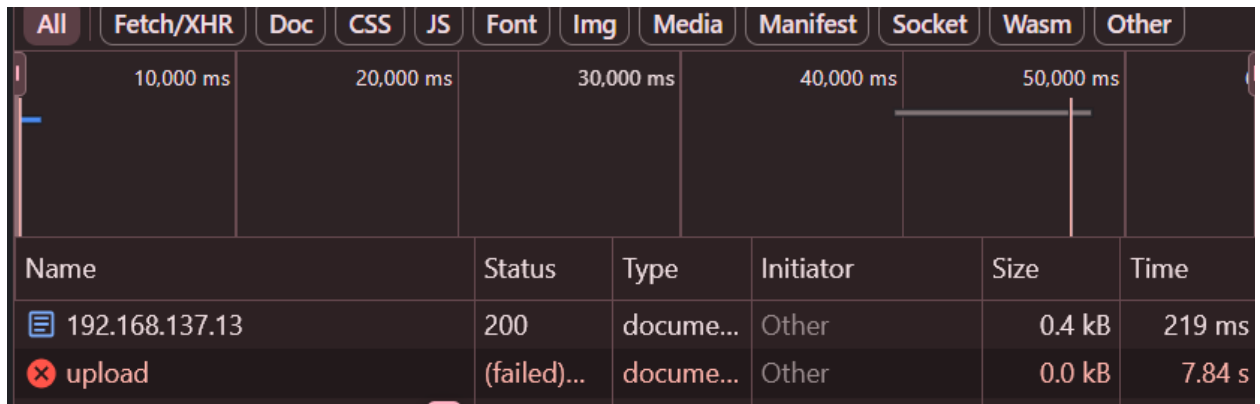 All Fetch/XHR Doc CSS JS Font Img Media Manifest Socket Wasm Other
10,000 ms 20,000 ms 30,000 ms 40,000 ms 50,000 ms
Name Status Type Initiator Size Time
192.168.137.13 200 docume... Other 0.4 kB 219 ms
upload (failed)... docume... Other 0.0 kB 7.84 s